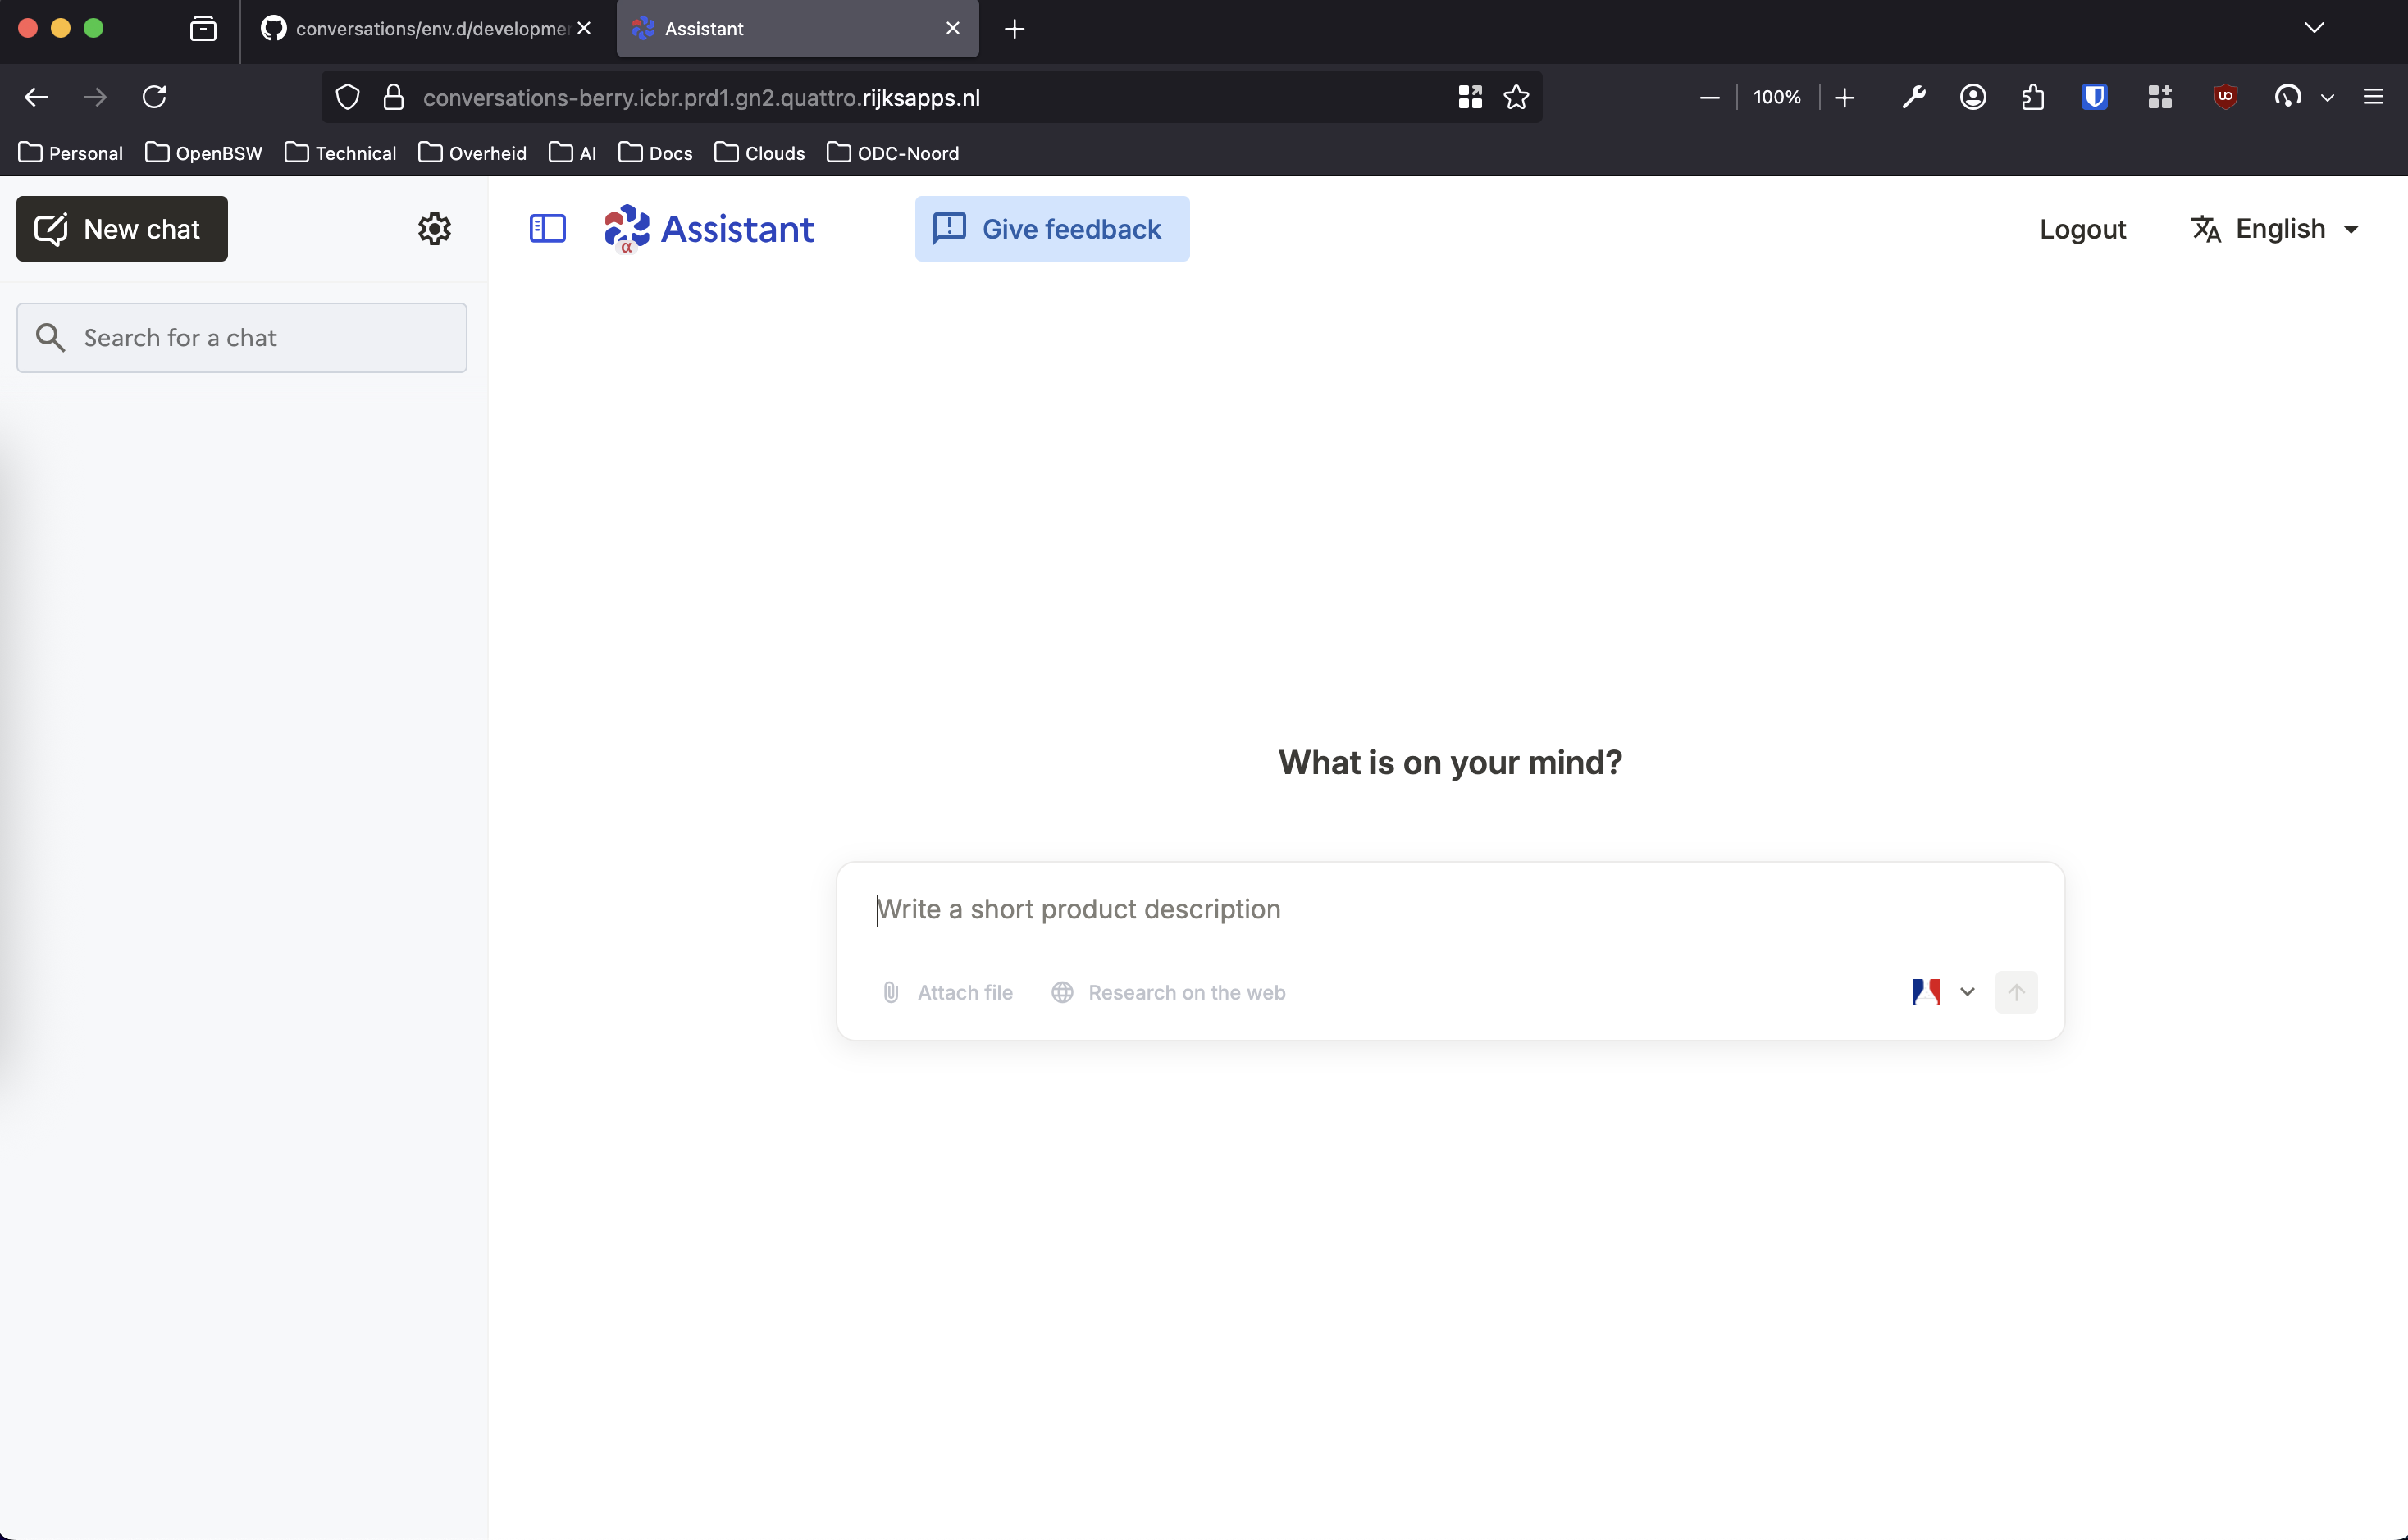 conversations/env.d/developme
Assistant
conversations-berry.icbr.prd1.gn2.quattro.rijksapps.nl
100%
Personal
OpenBSW
Technical
Overheid
AI
Docs
Clouds
ODC-Noord
New chat
α
Assistant
Give feedback
Logout
English
Search for a chat
What is on your mind?
Write a short product description
Attach file
Research on the web